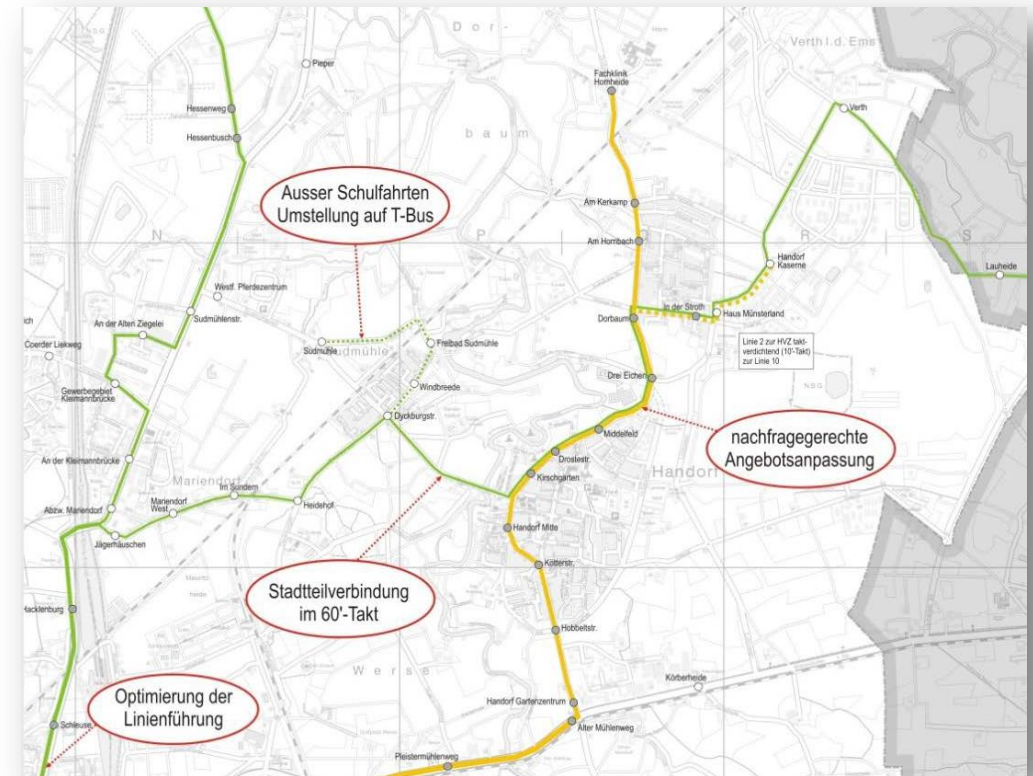 Dor-
Verth i.d. Ems
Pieper
Fachklinik
Hornheide
Hessenweg
Verth
Hessenbusch
b a u m
Ausser Schulfahrten
Umstellung auf T-Bus
Am Kerkamp
N
P
R
S
Am Hornbach
Handorf
Kaserne
Lauheide
Westf. Pferdezentrum
In der Stroth
Haus Münsterland
Sudmühlenstr.
Dorbaum
An der Alten Ziegelei
Coerder Liekweg
Sudmühle
Freibad Sudmühle
Linie 2 zur HVZ takt-
verdichtend (10'-Takt)
zur Linie 10
Drei Eichen
Gewerbegebiet
Kleimannbrücke
Windbreede
N S G
Dyckburgstr.
Middelfeld
nachfragegerechte
Angebotsanpassung
An der Kleimannbrücke
Drostestr.
Kirschgarten
Handorf
Mariendorf
Im Sundern
Mariendorf
West
Heidehof
Abzw. Mariendorf
Handorf Mitte
Jägerhäuschen
Kötterstr.
Stadtteilverbindung
im 60'-Takt
Hacklenburg
Hobbeltstr.
W e r s e
Körberheide
Optimierung der
Linienführung
Handorf Gartenzentrum
Schleuse
Alter Mühlenweg
Pleistermühlenweg